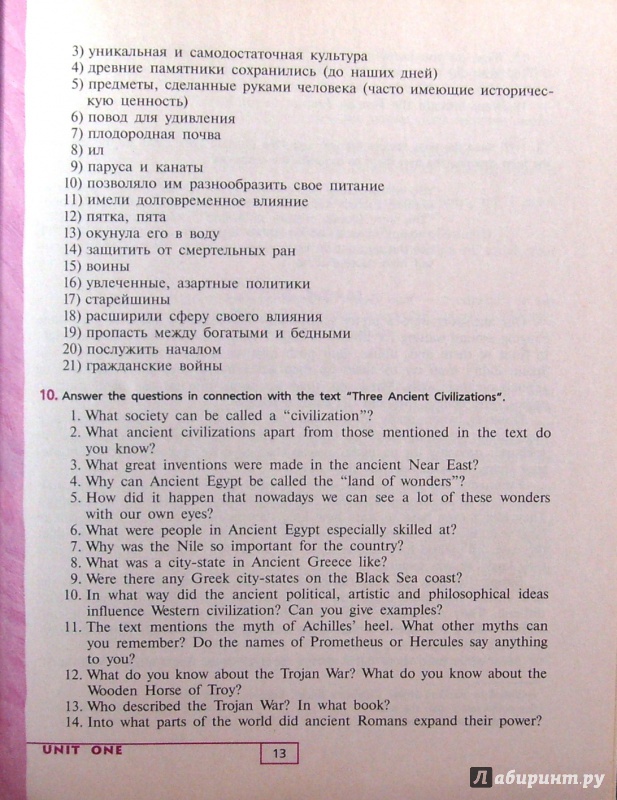 3) уникальная и самодостаточная культура
4) древние памятники сохранились (до наших дней)
5) предметы, сделанные руками человека (часто имеющие историчес-
кую ценность)
6) повод для удивления
7) плодородная почва
8) ил
9) паруса и канаты
10) позволяло им разнообразить свое питание
11) имели долговременное влияние
12) пятка, пята
13) окунула его в воду
14) защитить от смертельных ран
15) воины
16) увлеченные, азартные политики
17) старейшины
18) расширили сферу своего влияния
19) пропасть между богатыми и бедными
20) послужить началом
21) гражданские войны
10. Answer the questions in connection with the text "Three Ancient Civilizations".
1. What society can be called a “civilization”?
2. What ancient civilizations apart from those mentioned in the text do
you know?
3. What great inventions were made in the ancient Near East?
4. Why can Ancient Egypt be called the “land of wonders”?
5. How did it happen that nowadays we can see a lot of these wonders
with our own eyes?
6. What were people in Ancient Egypt especially skilled at?
7. Why was the Nile so important for the country?
8. What was a city-state in Ancient Greece like?
9. Were there any Greek city-states on the Black Sea coast?
10. In what way did the ancient political, artistic and philosophical ideas
influence Western civilization? Can you give examples?
11. The text mentions the myth of Achilles’ heel. What other myths can
you remember? Do the names of Prometheus or Hercules say anything
to you?
12. What do you know about the Trojan War? What do you know about the
Wooden Horse of Troy?
13. Who described the Trojan War? In what book?
14. Into what parts of the world did ancient Romans expand their power?
UNIT ONE
13
Лабиринт.ру